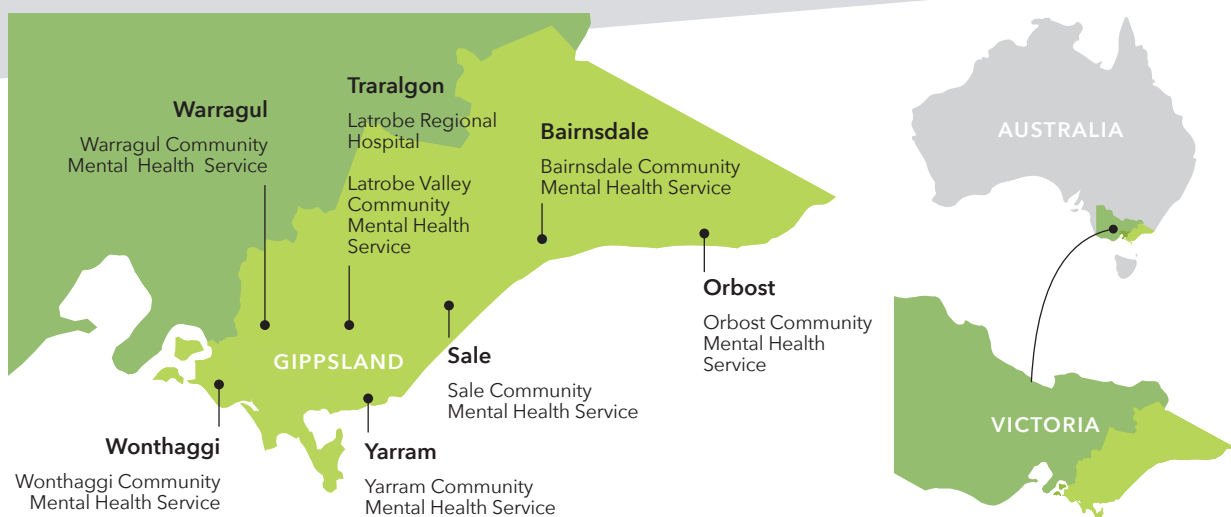 Warragul
Warragul Community
Mental Health Service
Traralgon
Latrobe Regional
Hospital
Latrobe Valley
Community
Mental Health
Service
Bairnsdale
Bairnsdale Community
Mental Health Service
Orbost
Orbost Community
Mental Health
Service
GIPPSLAND
Sale
Sale Community
Mental Health Service
Wonthaggi
Wonthaggi Community
Mental Health Service
Yarram
Yarram Community
Mental Health Service
AUSTRALIA
VICTORIA